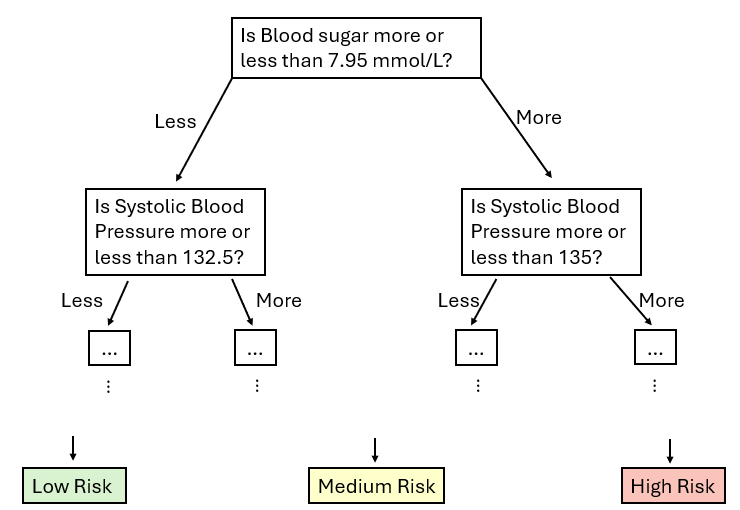 Is Blood sugar more or
less than 7.95 mmol/L?
Less
More
Is Systolic Blood
Pressure more or
less than 132.5?
Is Systolic Blood
Pressure more or
less than 135?
Less
More
Less
More
...
...
...
...
⋮
⋮
⋮
⋮
Low Risk
Medium Risk
High Risk